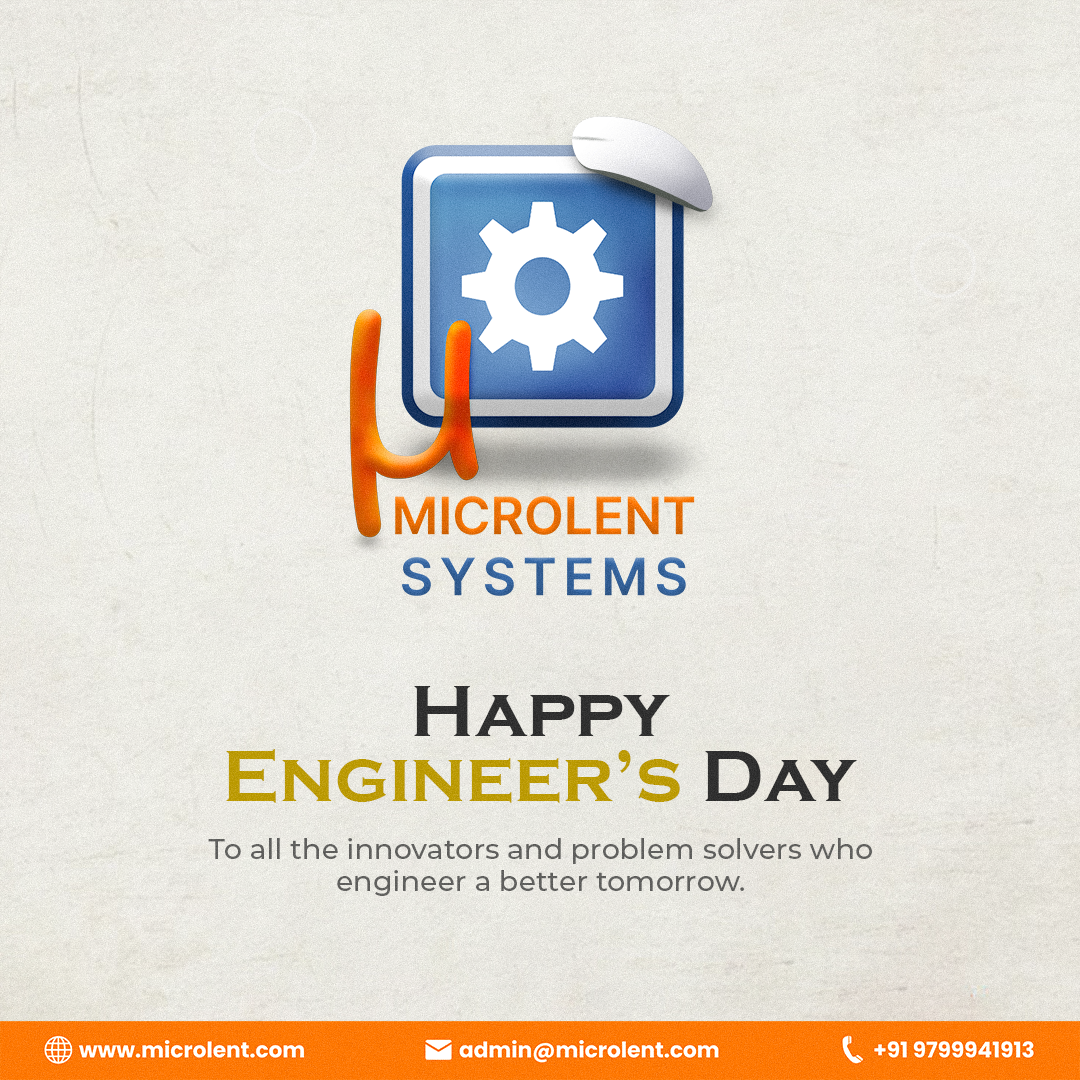 μ
MICROLENT
SYSTEMS
HAPPY
ENGINEER’S DAY
To all the innovators and problem solvers who
engineer a better tomorrow.
www.microlent.com admin@microlent.com +91 9799941913